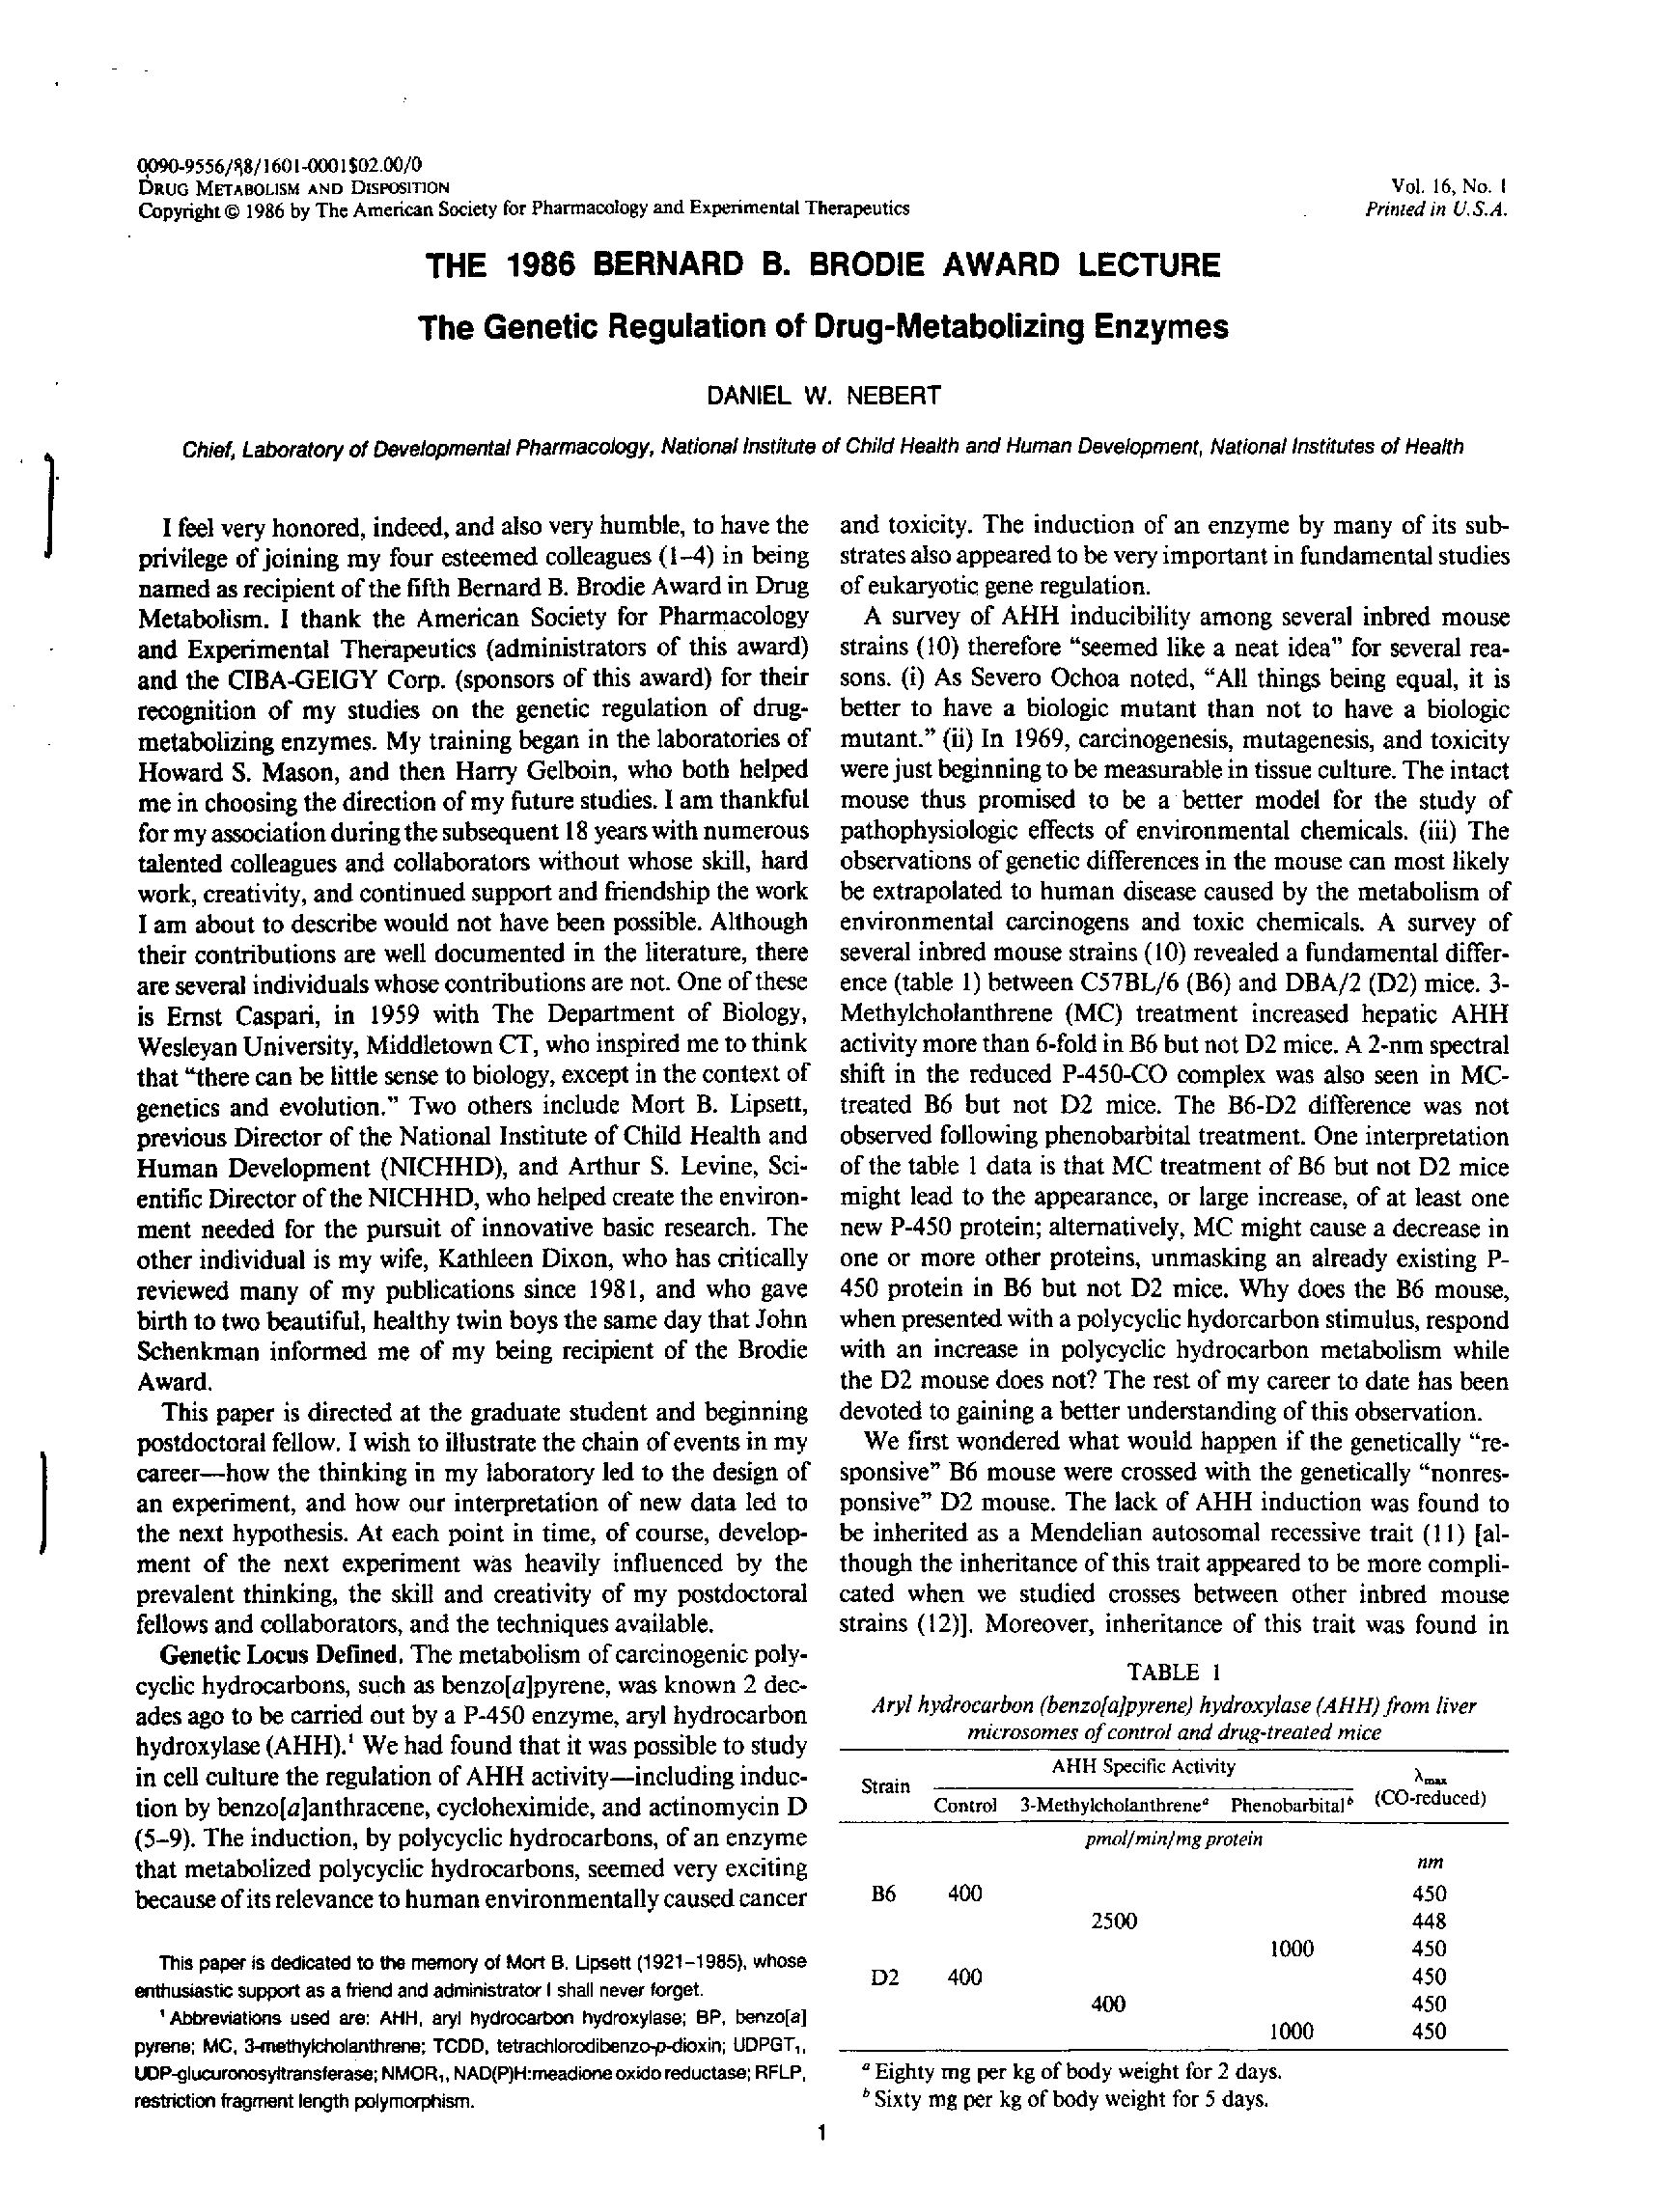 0090-9556/88/1601-0001$02.00/0
DRUG METABOLISM AND DISPOSITION
Copyright © 1986 by The American Society for Pharmacology and Experimental Therapeutics
Vol. 16, No. 1
Printed in U.S.A.
THE 1986 BERNARD B. BRODIE AWARD LECTURE
The Genetic Regulation of Drug-Metabolizing Enzymes
DANIEL W. NEBERT
Chief, Laboratory of Developmental Pharmacology, National Institute of Child Health and Human Development, National Institutes of Health
I feel very honored, indeed, and also very humble, to have the
privilege of joining my four esteemed colleagues (1–4) in being
named as recipient of the fifth Bernard B. Brodie Award in Drug
Metabolism. I thank the American Society for Pharmacology
and Experimental Therapeutics (administrators of this award)
and the CIBA-GEIGY Corp. (sponsors of this award) for their
recognition of my studies on the genetic regulation of drug-
metabolizing enzymes. My training began in the laboratories of
Howard S. Mason, and then Harry Gelboin, who both helped
me in choosing the direction of my future studies. I am thankful
for my association during the subsequent 18 years with numerous
talented colleagues and collaborators without whose skill, hard
work, creativity, and continued support and friendship the work
I am about to describe would not have been possible. Although
their contributions are well documented in the literature, there
are several individuals whose contributions are not. One of these
is Ernst Caspari, in 1959 with The Department of Biology,
Wesleyan University, Middletown CT, who inspired me to think
that “there can be little sense to biology, except in the context of
genetics and evolution.” Two others include Mort B. Lipsett,
previous Director of the National Institute of Child Health and
Human Development (NICHHD), and Arthur S. Levine, Sci-
entific Director of the NICHHD, who helped create the environ-
ment needed for the pursuit of innovative basic research. The
other individual is my wife, Kathleen Dixon, who has critically
reviewed many of my publications since 1981, and who gave
birth to two beautiful, healthy twin boys the same day that John
Schenkman informed me of my being recipient of the Brodie
Award.
This paper is directed at the graduate student and beginning
postdoctoral fellow. I wish to illustrate the chain of events in my
career—how the thinking in my laboratory led to the design of
an experiment, and how our interpretation of new data led to
the next hypothesis. At each point in time, of course, develop-
ment of the next experiment was heavily influenced by the
prevalent thinking, the skill and creativity of my postdoctoral
fellows and collaborators, and the techniques available.
Genetic Locus Defined. The metabolism of carcinogenic poly-
cyclic hydrocarbons, such as benzo[a]pyrene, was known 2 dec-
ades ago to be carried out by a P-450 enzyme, aryl hydrocarbon
hydroxylase (AHH).¹ We had found that it was possible to study
in cell culture the regulation of AHH activity—including induc-
tion by benzo[a]anthracene, cycloheximide, and actinomycin D
(5–9). The induction, by polycyclic hydrocarbons, of an enzyme
that metabolized polycyclic hydrocarbons, seemed very exciting
because of its relevance to human environmentally caused cancer
This paper is dedicated to the memory of Mort B. Lipsett (1921–1985), whose
enthusiastic support as a friend and administrator I shall never forget.
¹ Abbreviations used are: AHH, aryl hydrocarbon hydroxylase; BP, benzo[a]
pyrene; MC, 3-methylcholanthrene; TCDD, tetrachlorodibenzo-p-dioxin; UDPGT₁,
UDP-glucuronosyltransferase; NMOR₁, NAD(P)H:meadione oxido reductase; RFLP,
restriction fragment length polymorphism.
and toxicity. The induction of an enzyme by many of its sub-
strates also appeared to be very important in fundamental studies
of eukaryotic gene regulation.
A survey of AHH inducibility among several inbred mouse
strains (10) therefore “seemed like a neat idea” for several rea-
sons. (i) As Severo Ochoa noted, “All things being equal, it is
better to have a biologic mutant than not to have a biologic
mutant.” (ii) In 1969, carcinogenesis, mutagenesis, and toxicity
were just beginning to be measurable in tissue culture. The intact
mouse thus promised to be a better model for the study of
pathophysiologic effects of environmental chemicals. (iii) The
observations of genetic differences in the mouse can most likely
be extrapolated to human disease caused by the metabolism of
environmental carcinogens and toxic chemicals. A survey of
several inbred mouse strains (10) revealed a fundamental differ-
ence (table 1) between C57BL/6 (B6) and DBA/2 (D2) mice. 3-
Methylcholanthrene (MC) treatment increased hepatic AHH
activity more than 6-fold in B6 but not D2 mice. A 2-nm spectral
shift in the reduced P-450-CO complex was also seen in MC-
treated B6 but not D2 mice. The B6-D2 difference was not
observed following phenobarbital treatment. One interpretation
of the table 1 data is that MC treatment of B6 but not D2 mice
might lead to the appearance, or large increase, of at least one
new P-450 protein; alternatively, MC might cause a decrease in
one or more other proteins, unmasking an already existing P-
450 protein in B6 but not D2 mice. Why does the B6 mouse,
when presented with a polycyclic hydorcarbon stimulus, respond
with an increase in polycyclic hydrocarbon metabolism while
the D2 mouse does not? The rest of my career to date has been
devoted to gaining a better understanding of this observation.
We first wondered what would happen if the genetically “re-
sponsive” B6 mouse were crossed with the genetically “nonres-
ponsive” D2 mouse. The lack of AHH induction was found to
be inherited as a Mendelian autosomal recessive trait (11) [al-
though the inheritance of this trait appeared to be more compli-
cated when we studied crosses between other inbred mouse
strains (12)]. Moreover, inheritance of this trait was found in
TABLE 1
Aryl hydrocarbon (benzo[a]pyrene) hydroxylase (AHH) from liver
microsomes of control and drug-treated mice
Strain AHH Specific Activity λmax
Control 3-Methylcholanthreneᵃ Phenobarbitalᵇ (CO-reduced)
pmol/min/mg protein
nm
B6 400 450
2500 448
1000 450
D2 400 450
400 450
1000 450
ᵃ Eighty mg per kg of body weight for 2 days.
ᵇ Sixty mg per kg of body weight for 5 days.
1